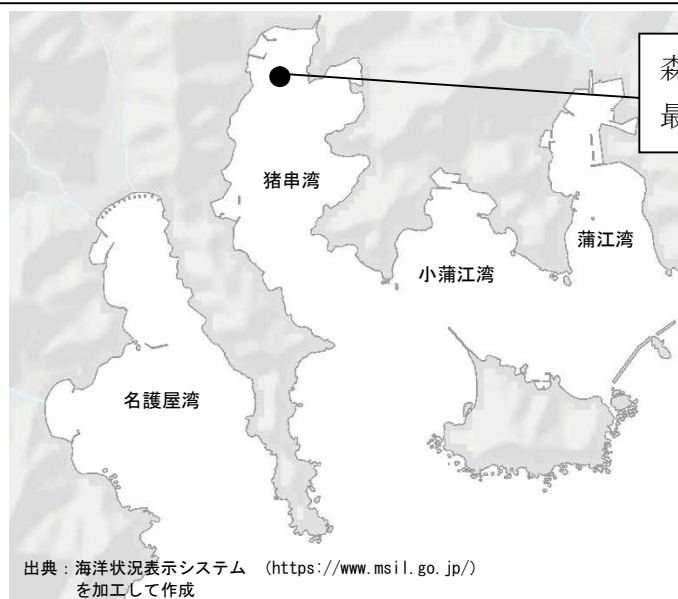 森
最
猪串湾
蒲江湾
小蒲江湾
名護屋湾
出典：海洋状況表示システム　(https://www.msil.go.jp/)
を加工して作成